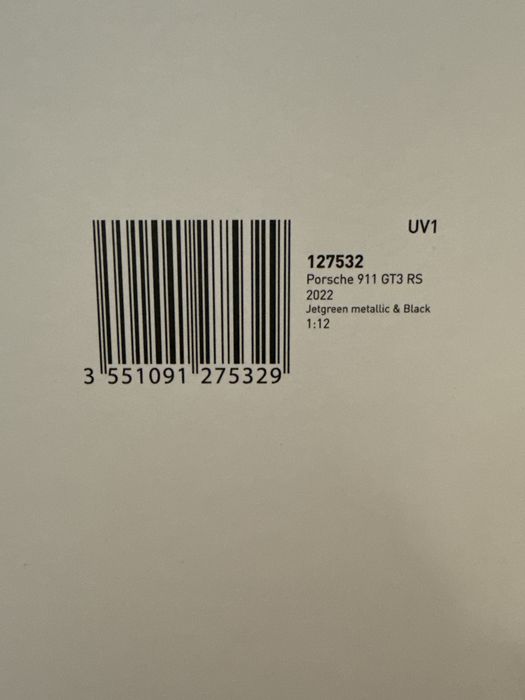 UV1
127532
Porsche 911 GT3 RS
2022
Jetgreen metallic & Black
1:12
3 551091 275329